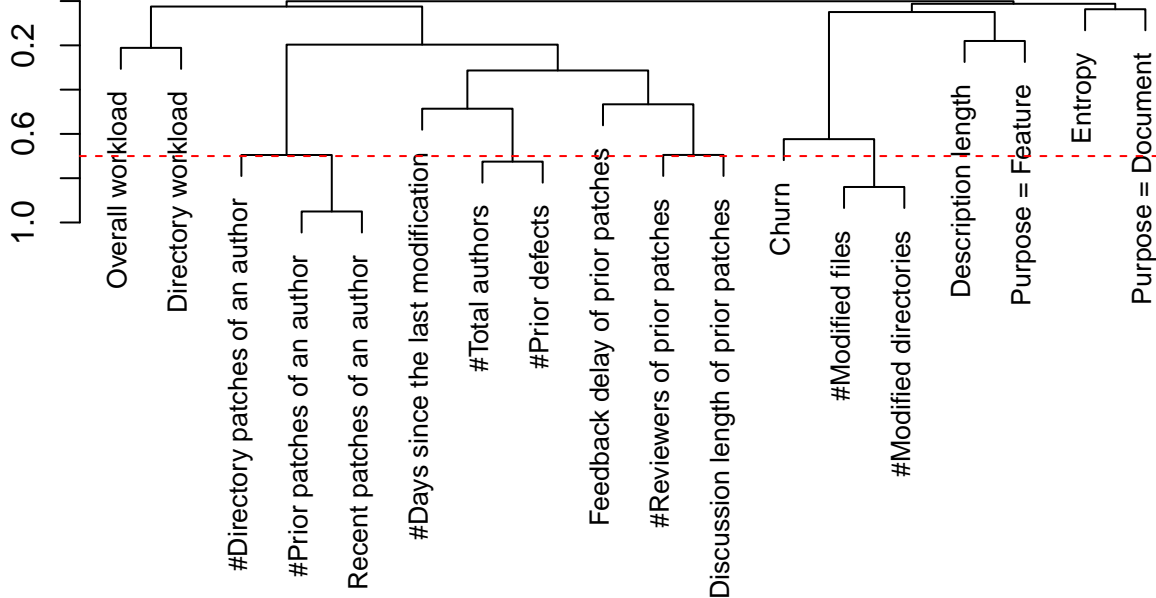 0.2
0.6
1.0
Overall workload
Directory workload
#Directory patches of an author
#Prior patches of an author
Recent patches of an author
#Days since the last modification
#Total authors
#Prior defects
Feedback delay of prior patches
#Reviewers of prior patches
Discussion length of prior patches
Churn
#Modified files
#Modified directories
Description length
Purpose = Feature
Entropy
Purpose = Document